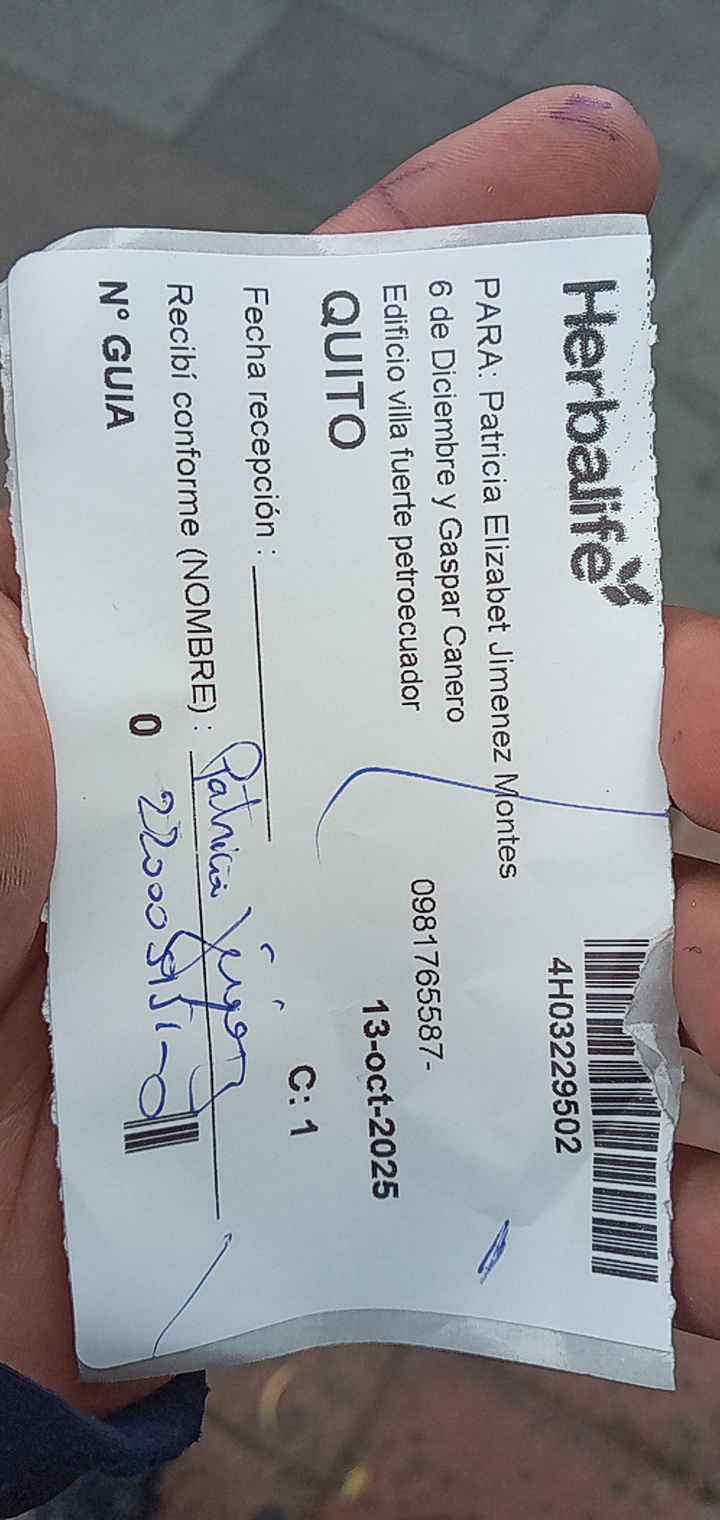 Herbalife
4H03229502
PARA: Patricia Elizabet Jimenez Montes
6 de Diciembre y Gaspar Canero 0981765587-
Edificio villa fuerte petroecuador
QUITO 13-oct-2025
Fecha recepción : C: 1
Recibí conforme (NOMBRE) : Patricia
N° GUIA 0